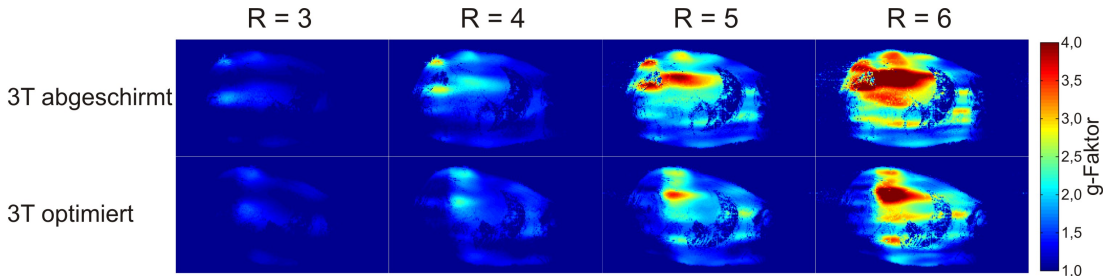 R = 3
R = 4
R = 5
R = 6
3T abgeschirmt
3T optimiert
4.0
3,5
3,0
2,5
2,0
1,5
1.0
g-Faktor